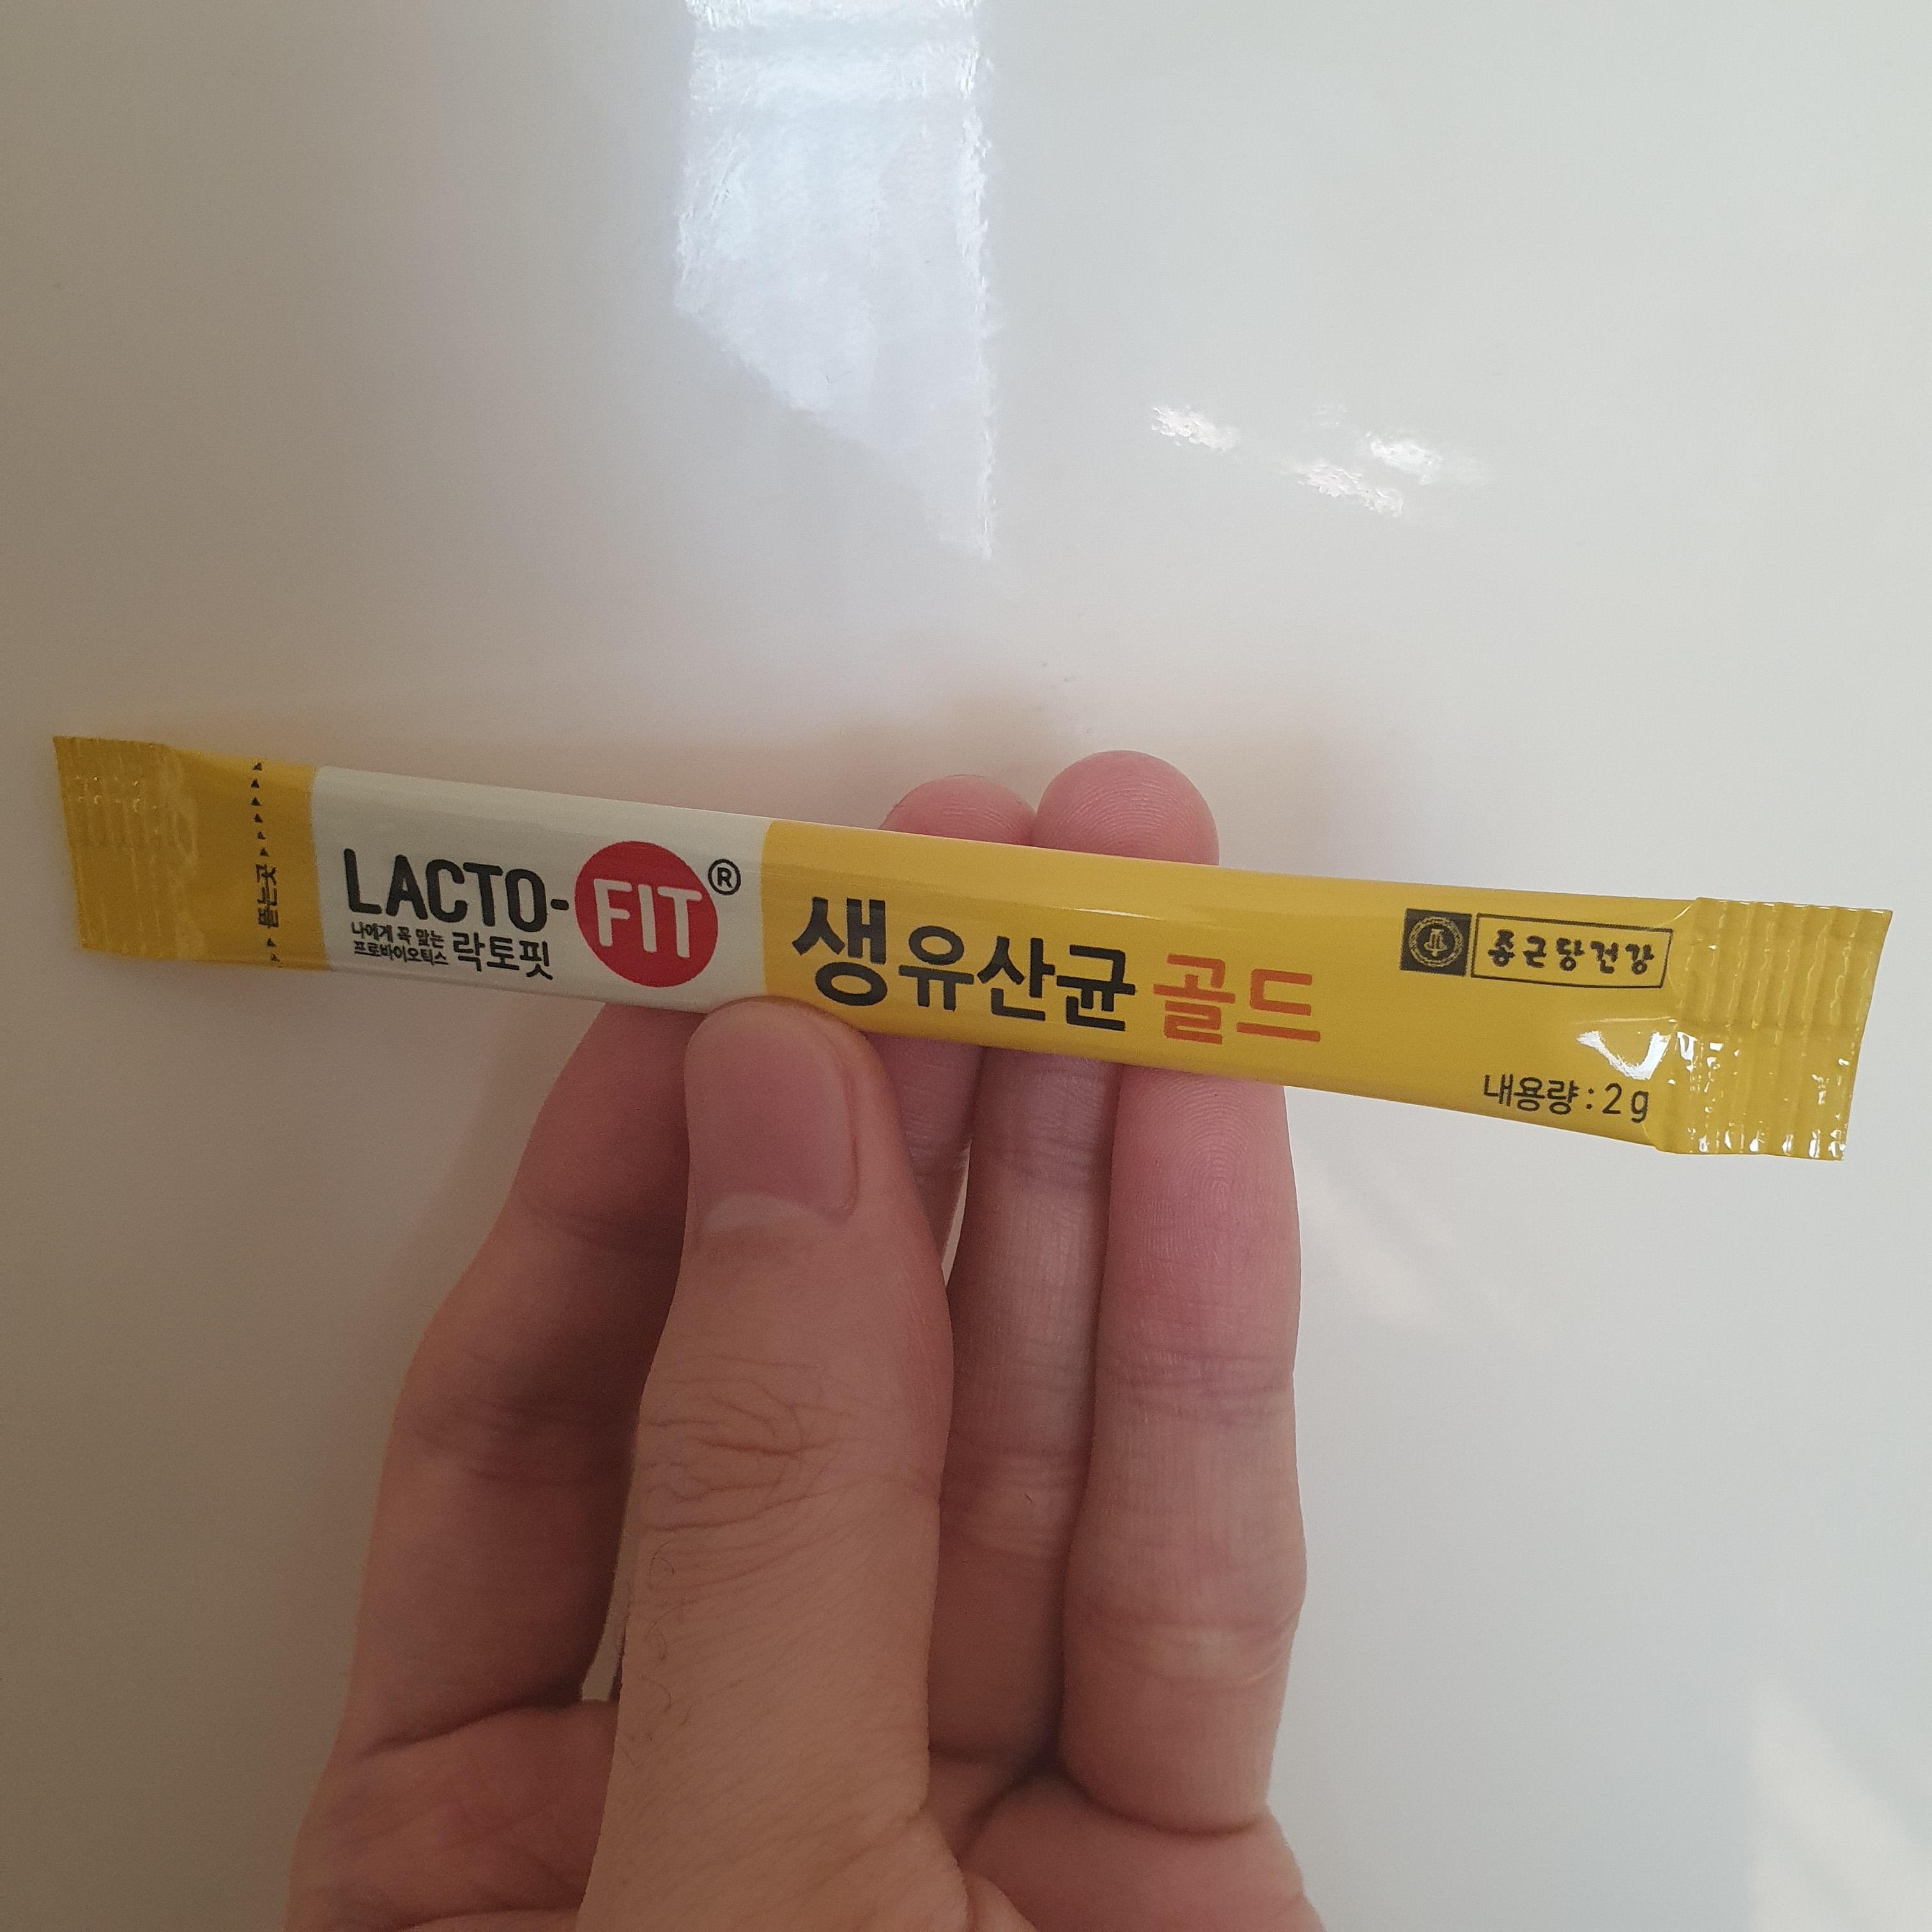 뜯는곳
LACTO-FIT®
나에게 꼭 맞는
프로바이오틱스 락토핏
생유산균 골드
종근당건강
내용량 : 2 g